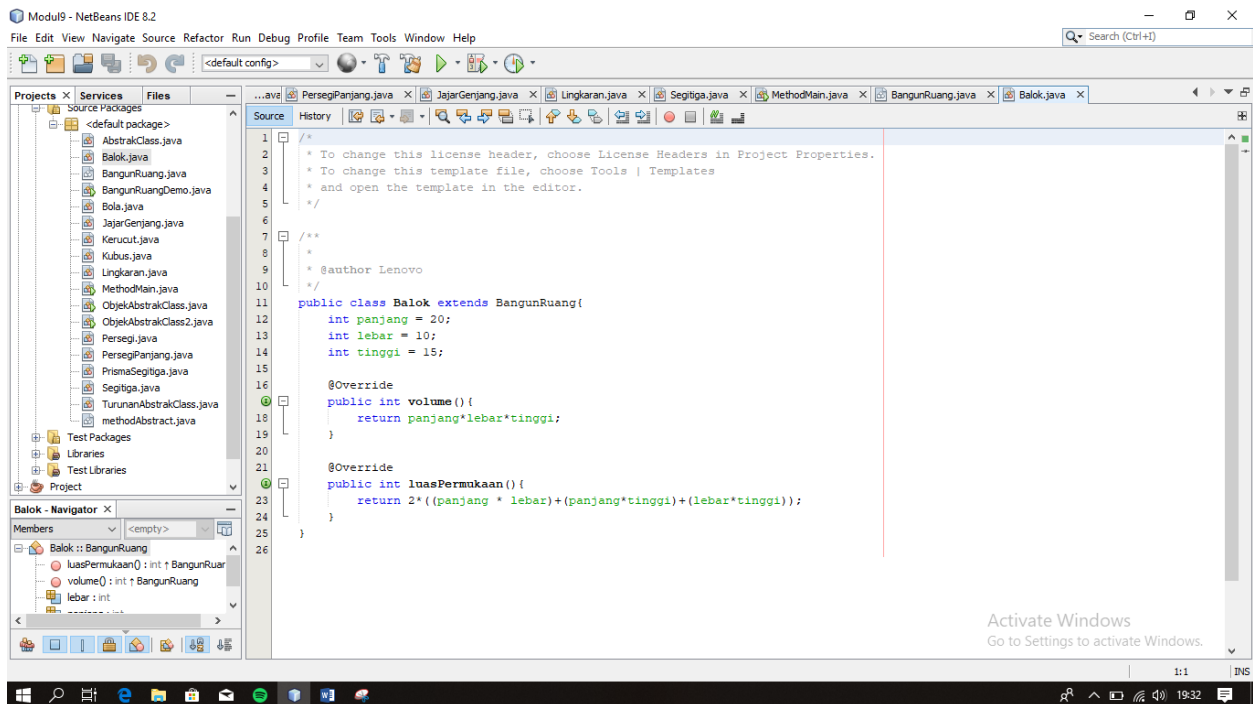 Modul9 - NetBeans IDE 8.2
File Edit View Navigate Source Refactor Run Debug Profile Team Tools Window Help
Search (Ctrl+I)
<default config>
Projects Services Files
...ava PersegiPanjang.java JajarGenjang.java Lingkaran.java Segitiga.java MethodMain.java BangunRuang.java Balok.java
Source History
Source Packages
<default package>
AbstrakClass.java
Balok.java
BangunRuang.java
BangunRuangDemo.java
Bola.java
JajarGenjang.java
Kerucut.java
Kubus.java
Lingkaran.java
MethodMain.java
ObjekAbstrakClass.java
ObjekAbstrakClass2.java
Persegi.java
PersegiPanjang.java
PrismaSegitiga.java
Segitiga.java
TurunanAbstrakClass.java
methodAbstract.java
Test Packages
Libraries
Test Libraries
Project
Balok - Navigator
Members <empty>
Balok :: BangunRuang
luasPermukaan() : int ↑ BangunRuar
volume() : int ↑ BangunRuang
lebar : int
1 /*
2 * To change this license header, choose License Headers in Project Properties.
3 * To change this template file, choose Tools | Templates
4 * and open the template in the editor.
5 */
6
7 /**
8 *
9 * @author Lenovo
10 */
11 public class Balok extends BangunRuang{
12 int panjang = 20;
13 int lebar = 10;
14 int tinggi = 15;
15
16 @Override
public int volume(){
18 return panjang*lebar*tinggi;
19 }
20
21 @Override
public int luasPermukaan(){
23 return 2*((panjang * lebar)+(panjang*tinggi)+(lebar*tinggi));
24 }
25 }
26
Activate Windows
Go to Settings to activate Windows.
1:1 INS
19:32